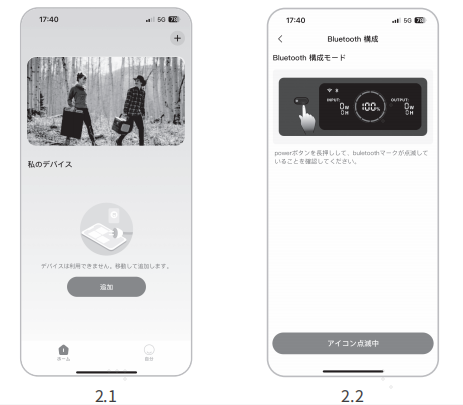 17:40
5G 70
+
私のデバイス
デバイスは利用できません。移動して追加します。
追加
ホーム
自分
2.1
17:40
5G 70
Bluetooth 構成
Bluetooth 構成モード
INPUT:
0W
0H
100%
OUTPUT:
0W
0H
powerボタンを長押しして、buletoothマークが点滅して
いることを確認してください。
アイコン点滅中
2.2